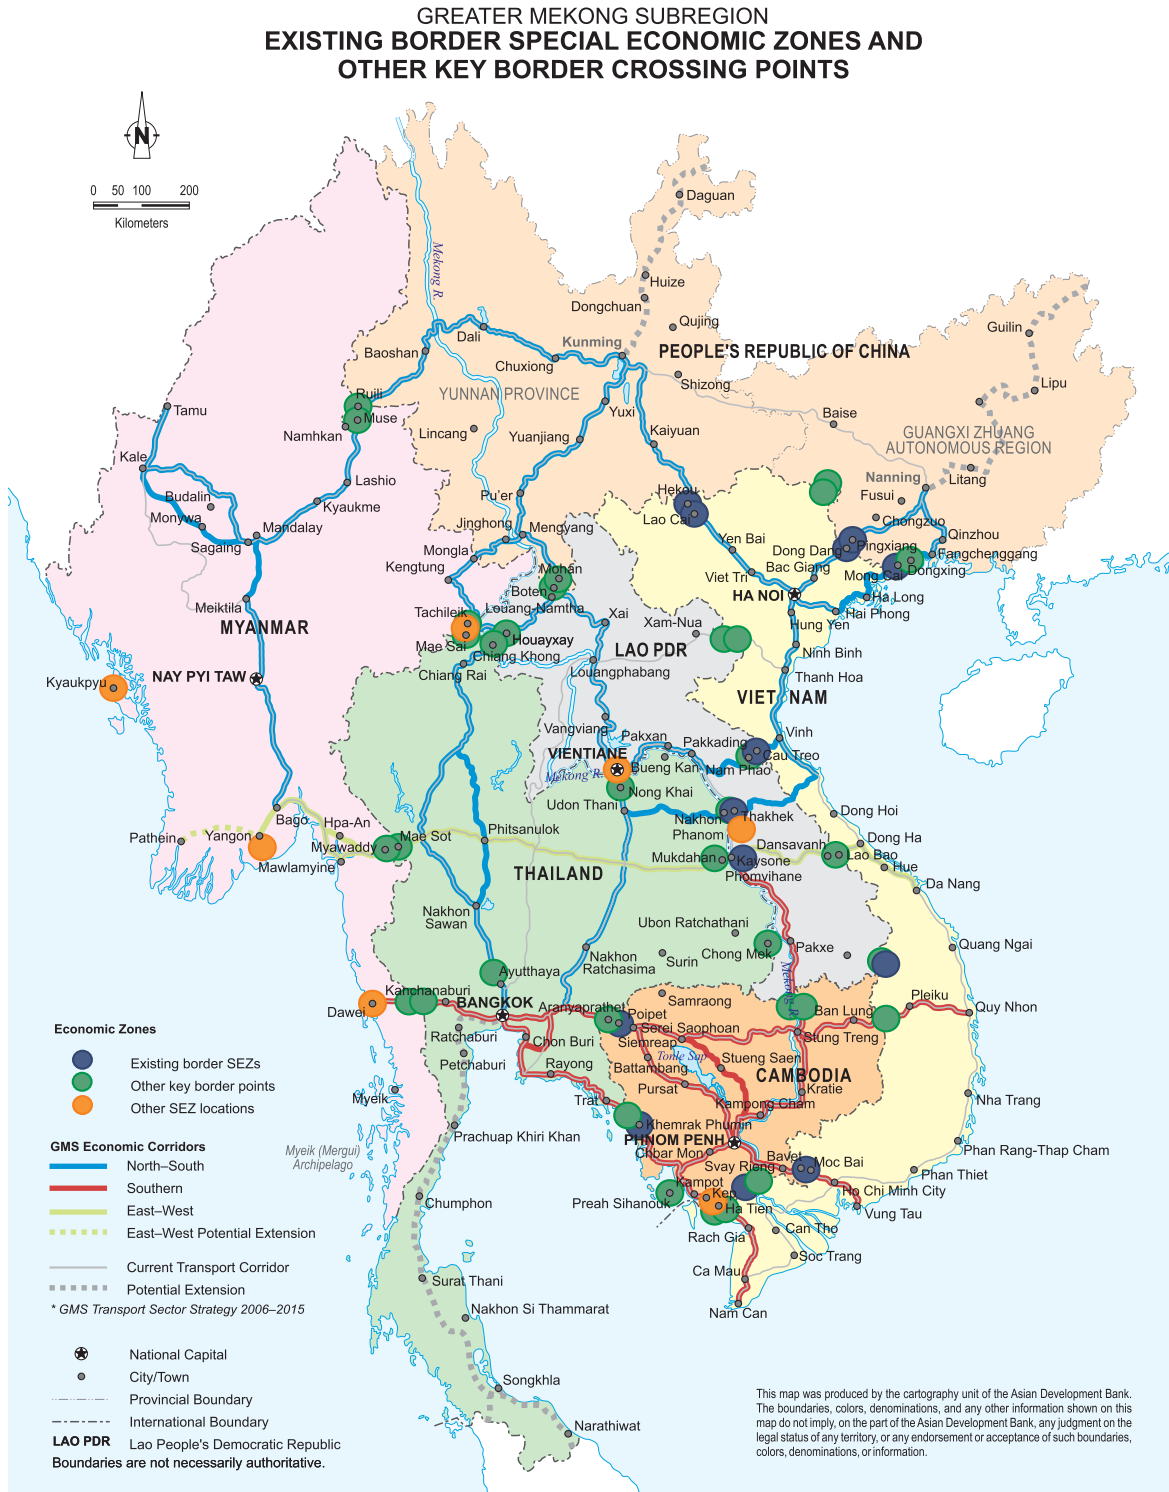 GREATER MEKONG SUBREGION
EXISTING BORDER SPECIAL ECONOMIC ZONES AND
OTHER KEY BORDER CROSSING POINTS
N
0 50 100 200
Kilometers
Daguan
Mekong R.
Huize
Dongchuan
Qujing
Guilin
Dali
Kunming
PEOPLE'S REPUBLIC OF CHINA
Baoshan
Chuxiong
Shizong
Lipu
Ruili
YUNNAN PROVINCE
Tamu
Muse
Yuxi
Baise
Namhkan
Lincang
Yuanjiang
Kaiyuan
GUANGXI ZHUANG
AUTONOMOUS REGION
Kale
Lashio
Nanning
Litang
Budalin
Pu'er
Hekou
Fusui
Kyaukme
Monywa
Mandalay
Jinghong
Mengyang
Lao Cai
Chongzuo
Sagaing
Mongla
Yen Bai
Dong Dang
Pingxiang
Qinzhou
Fangchenggang
Kengtung
Mohan
Viet Tri
Bac Giang
Mong Cai
Dongxing
Boten
Meiktila
Tachileik
Louang-Namtha
HA NOI
Ha Long
Hai Phong
MYANMAR
Xai
Xam-Nua
Hung Yen
Mae Sai
Houayxay
Chiang Khong
LAO PDR
Ninh Binh
NAY PYI TAW
Chiang Rai
Louangphabang
Thanh Hoa
Kyaukpyu
VIET NAM
Vangviang
Pakxan
Pakkading
Vinh
VIENTIANE
Cau Treo
Mekong R.
Bueng Kan
Nam Phao
Nong Khai
Udon Thani
Nakhon
Phanom
Thakhek
Dong Hoi
Bago
Hpa-An
Pathein
Yangon
Mae Sot
Phitsanulok
Dansavanh
Dong Ha
Myawaddy
Mukdahan
Kaysone
Phomvihane
Lao Bao
Mawlamying
Hue
THAILAND
Da Nang
Nakhon
Sawan
Ubon Ratchathani
Nakhon
Ratchasima
Surin
Chong Mek
Pakxe
Quang Ngai
Ayutthaya
Mekong R.
Kanchanaburi
BANGKOK
Aranyaprathet
Samraong
Pleiku
Dawei
Poipet
Ban Lung
Quy Nhon
Ratchaburi
Serei Saophoan
Chon Buri
Siemreap
Stung Treng
Petchaburi
Tonle Sap
Stueng Saen
Rayong
Battambang
CAMBODIA
Pursat
Kratie
Myeik
Trat
Kampong Cham
Nha Trang
Khemrak Phumin
Prachuap Khiri Khan
PHNOM PENH
Myeik (Mergui)
Archipelago
Chbar Mon
Bavet
Moc Bai
Phan Rang-Thap Cham
Svay Rieng
Phan Thiet
Kampot
Chumphon
Preah Sihanouk
Kep
Ho Chi Minh City
Ha Tien
Vung Tau
Rach Gia
Can Tho
Soc Trang
Ca Mau
Surat Thani
Nam Can
Nakhon Si Thammarat
Songkhla
Narathiwat
Economic Zones
Existing border SEZs
Other key border points
Other SEZ locations
GMS Economic Corridors
North–South
Southern
East–West
East–West Potential Extension
Current Transport Corridor
Potential Extension
* GMS Transport Sector Strategy 2006–2015
National Capital
City/Town
Provincial Boundary
International Boundary
LAO PDR Lao People's Democratic Republic
Boundaries are not necessarily authoritative.
This map was produced by the cartography unit of the Asian Development Bank.
The boundaries, colors, denominations, and any other information shown on this
map do not imply, on the part of the Asian Development Bank, any judgment on the
legal status of any territory, or any endorsement or acceptance of such boundaries,
colors, denominations, or information.